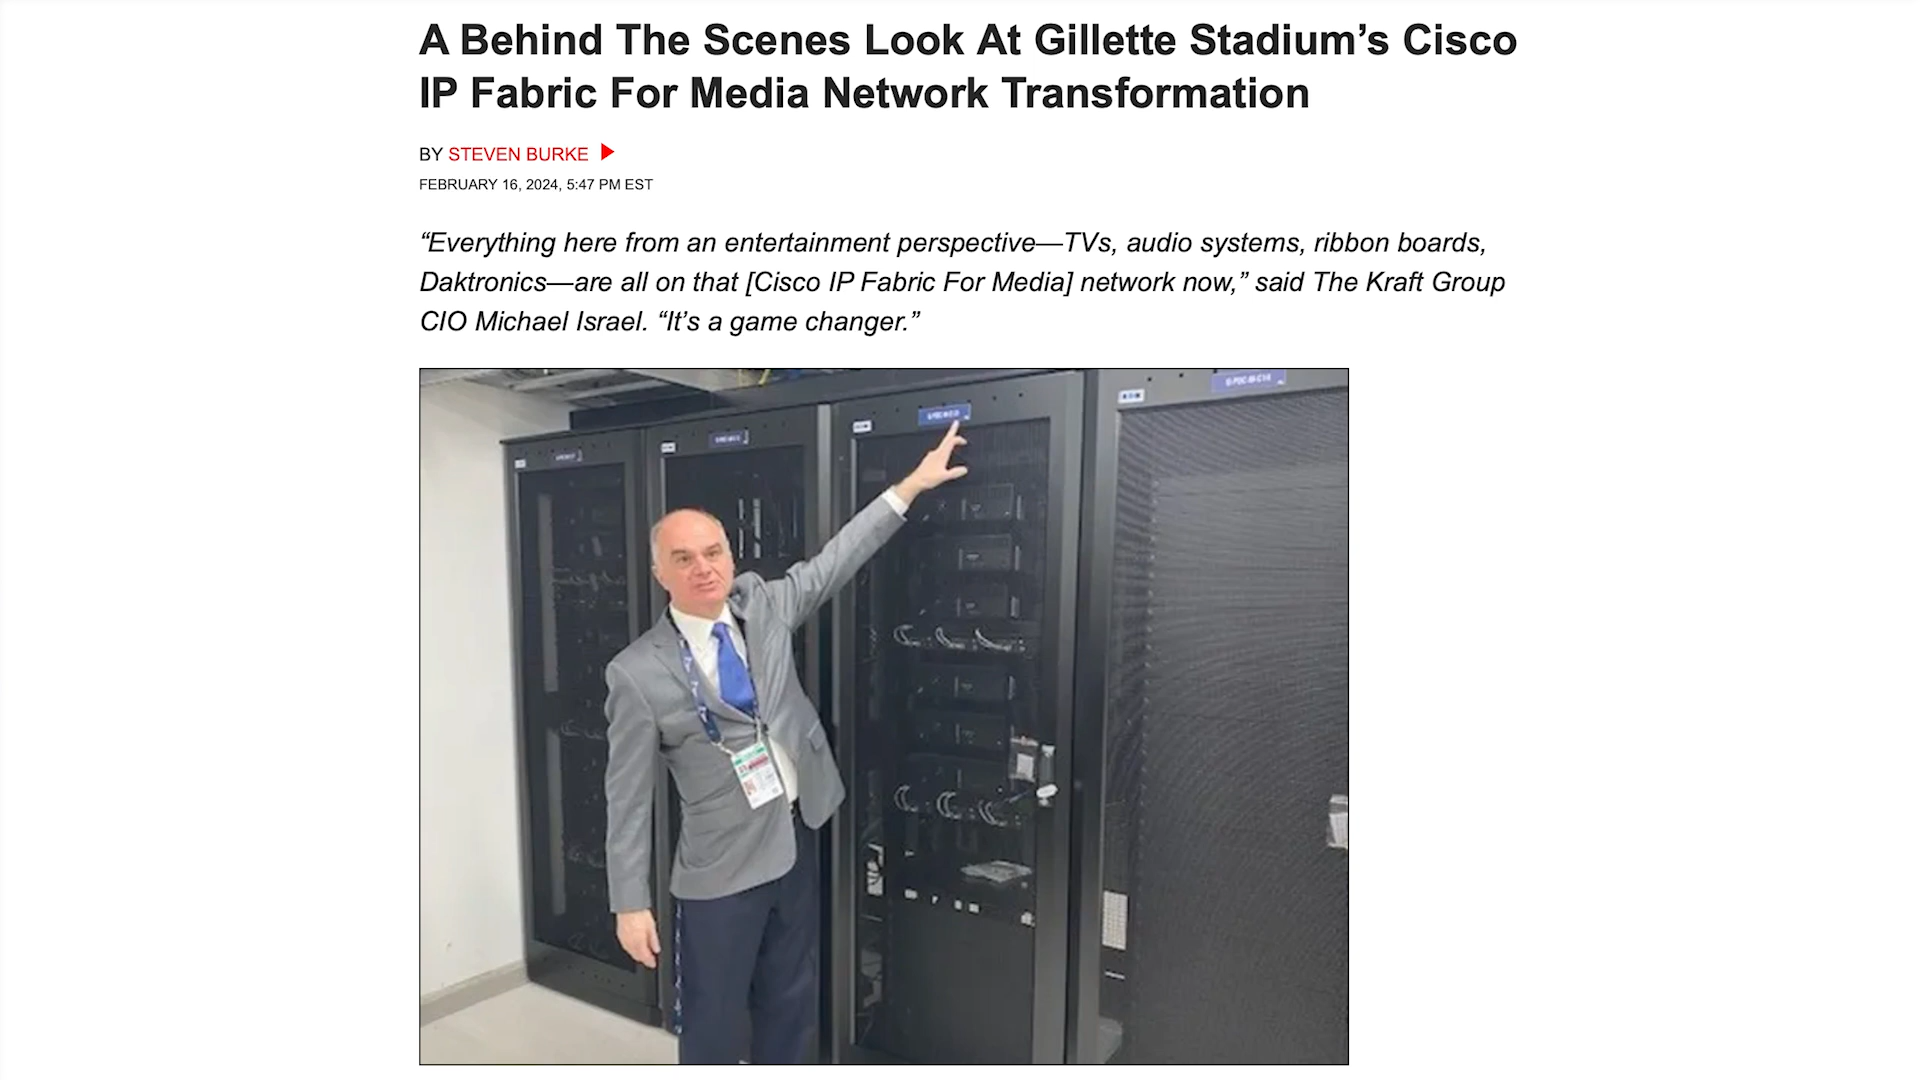 A Behind The Scenes Look At Gillette Stadium’s Cisco
IP Fabric For Media Network Transformation
BY STEVEN BURKE
FEBRUARY 16, 2024, 5:47 PM EST
“Everything here from an entertainment perspective—TVs, audio systems, ribbon boards,
Daktronics—are all on that [Cisco IP Fabric For Media] network now,” said The Kraft Group
CIO Michael Israel. “It’s a game changer.”